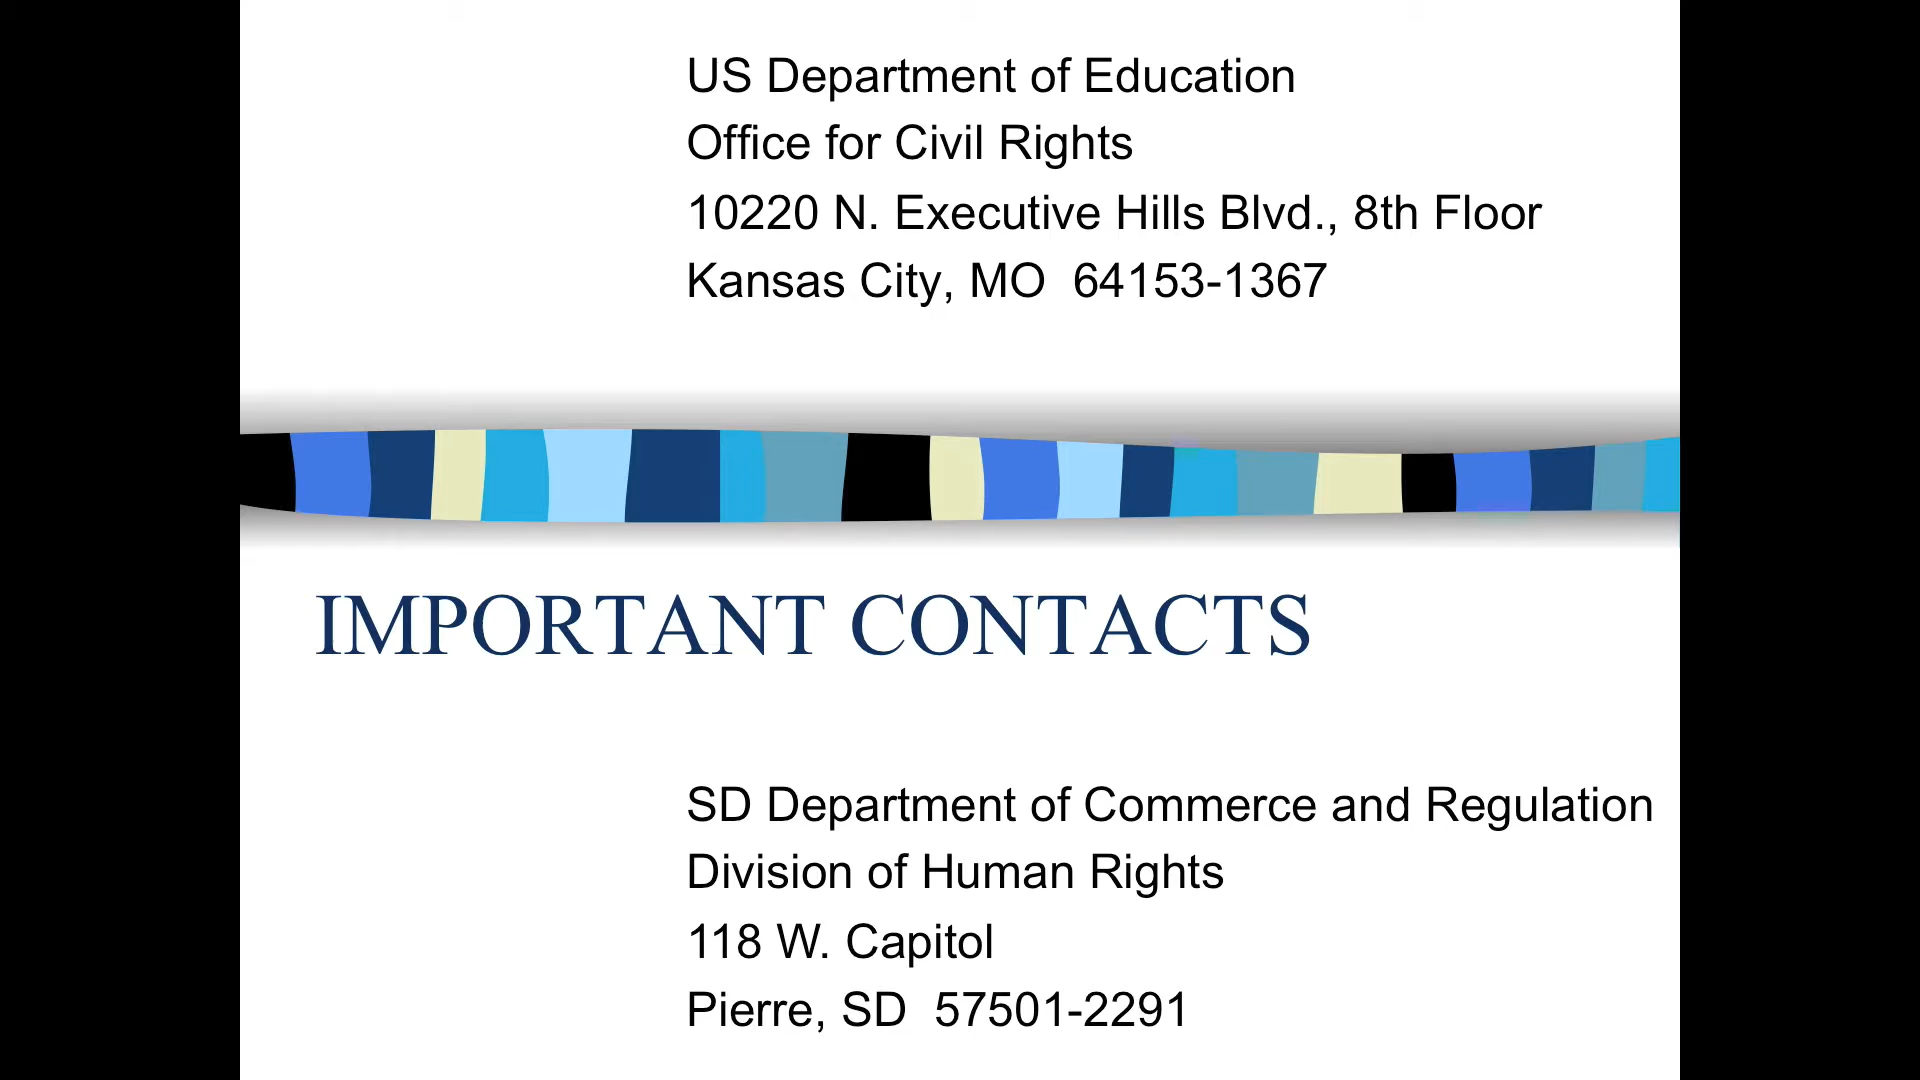 US Department of Education
Office for Civil Rights
10220 N. Executive Hills Blvd., 8th Floor
Kansas City, MO  64153-1367
IMPORTANT CONTACTS
SD Department of Commerce and Regulation
Division of Human Rights
118 W. Capitol
Pierre, SD  57501-2291